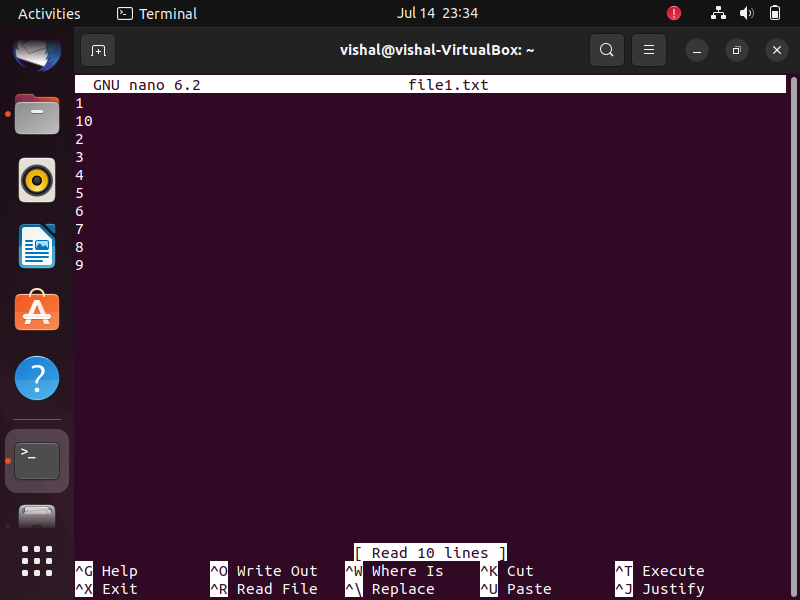 Activities Terminal Jul 14 23:34
vishal@vishal-VirtualBox: ~
GNU nano 6.2 file1.txt
1
10
2
3
4
5
6
7
8
9
[ Read 10 lines ]
^G Help ^O Write Out ^W Where Is ^K Cut ^T Execute
^X Exit ^R Read File ^\ Replace ^U Paste ^J Justify